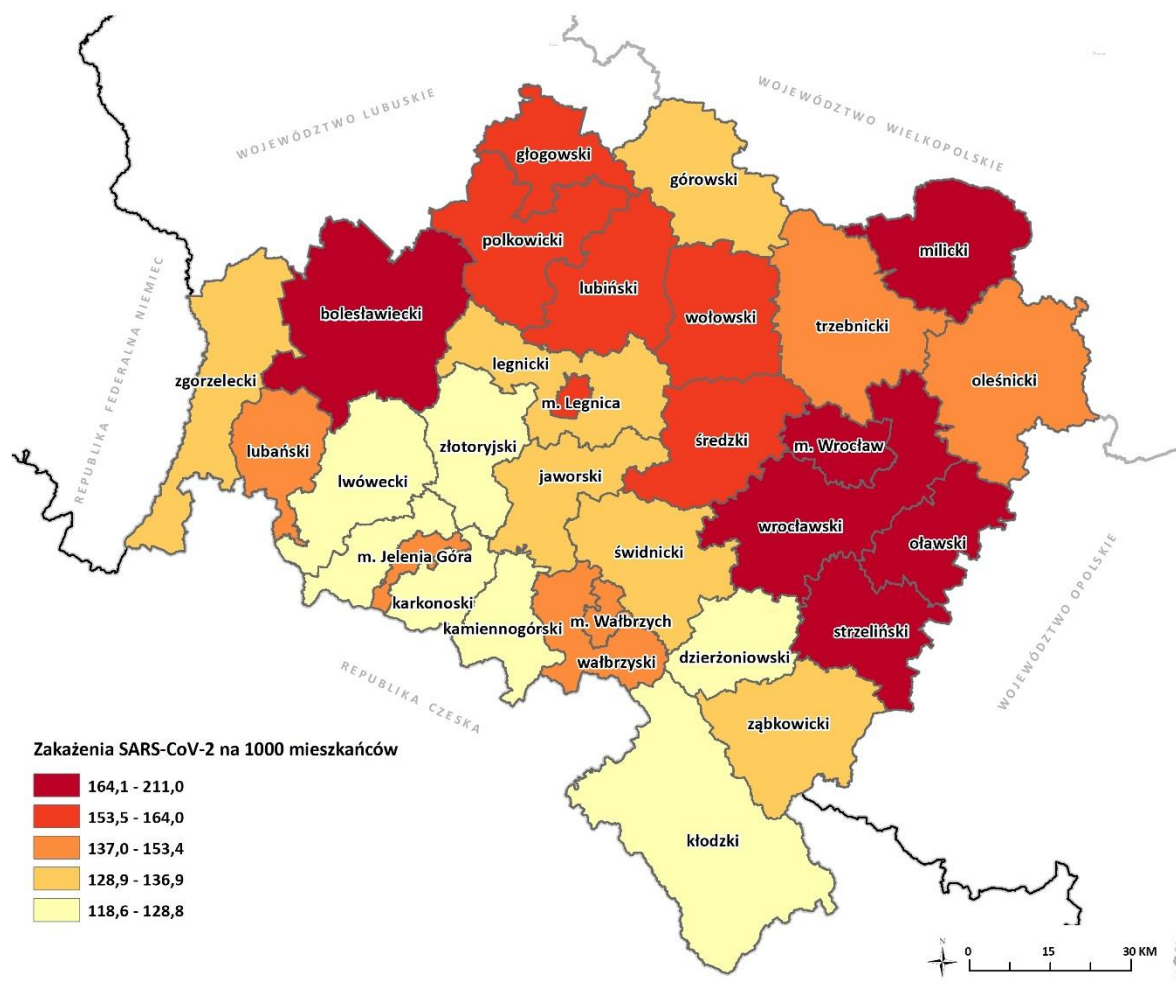 WOJEWÓDZTWO LUBUSKIE
WOJEWÓDZTWO WIELKOPOLSKIE
głogowski
górowski
milicki
polkowicki
lubiński
bolesławiecki
wołowski
trzebnicki
REPUBLIKA FEDERALNA NIEMIEC
legnicki
zgorzelecki
oleśnicki
m. Legnica
lubański
złotoryjski
średzki
m. Wrocław
lwówecki
jaworski
wrocławski
oławski
m. Jelenia Góra
świdnicki
karkonoski
kamiennogórski
m. Wałbrzych
strzeliński
WOJEWÓDZTWO OPOLSKIE
wałbrzyski
dzierżoniowski
REPUBLIKA CZESKA
ząbkowicki
kłodzki
Zakażenia SARS-CoV-2 na 1000 mieszkańców
164,1 - 211,0
153,5 - 164,0
137,0 - 153,4
128,9 - 136,9
118,6 - 128,8
N
0 15 30 KM